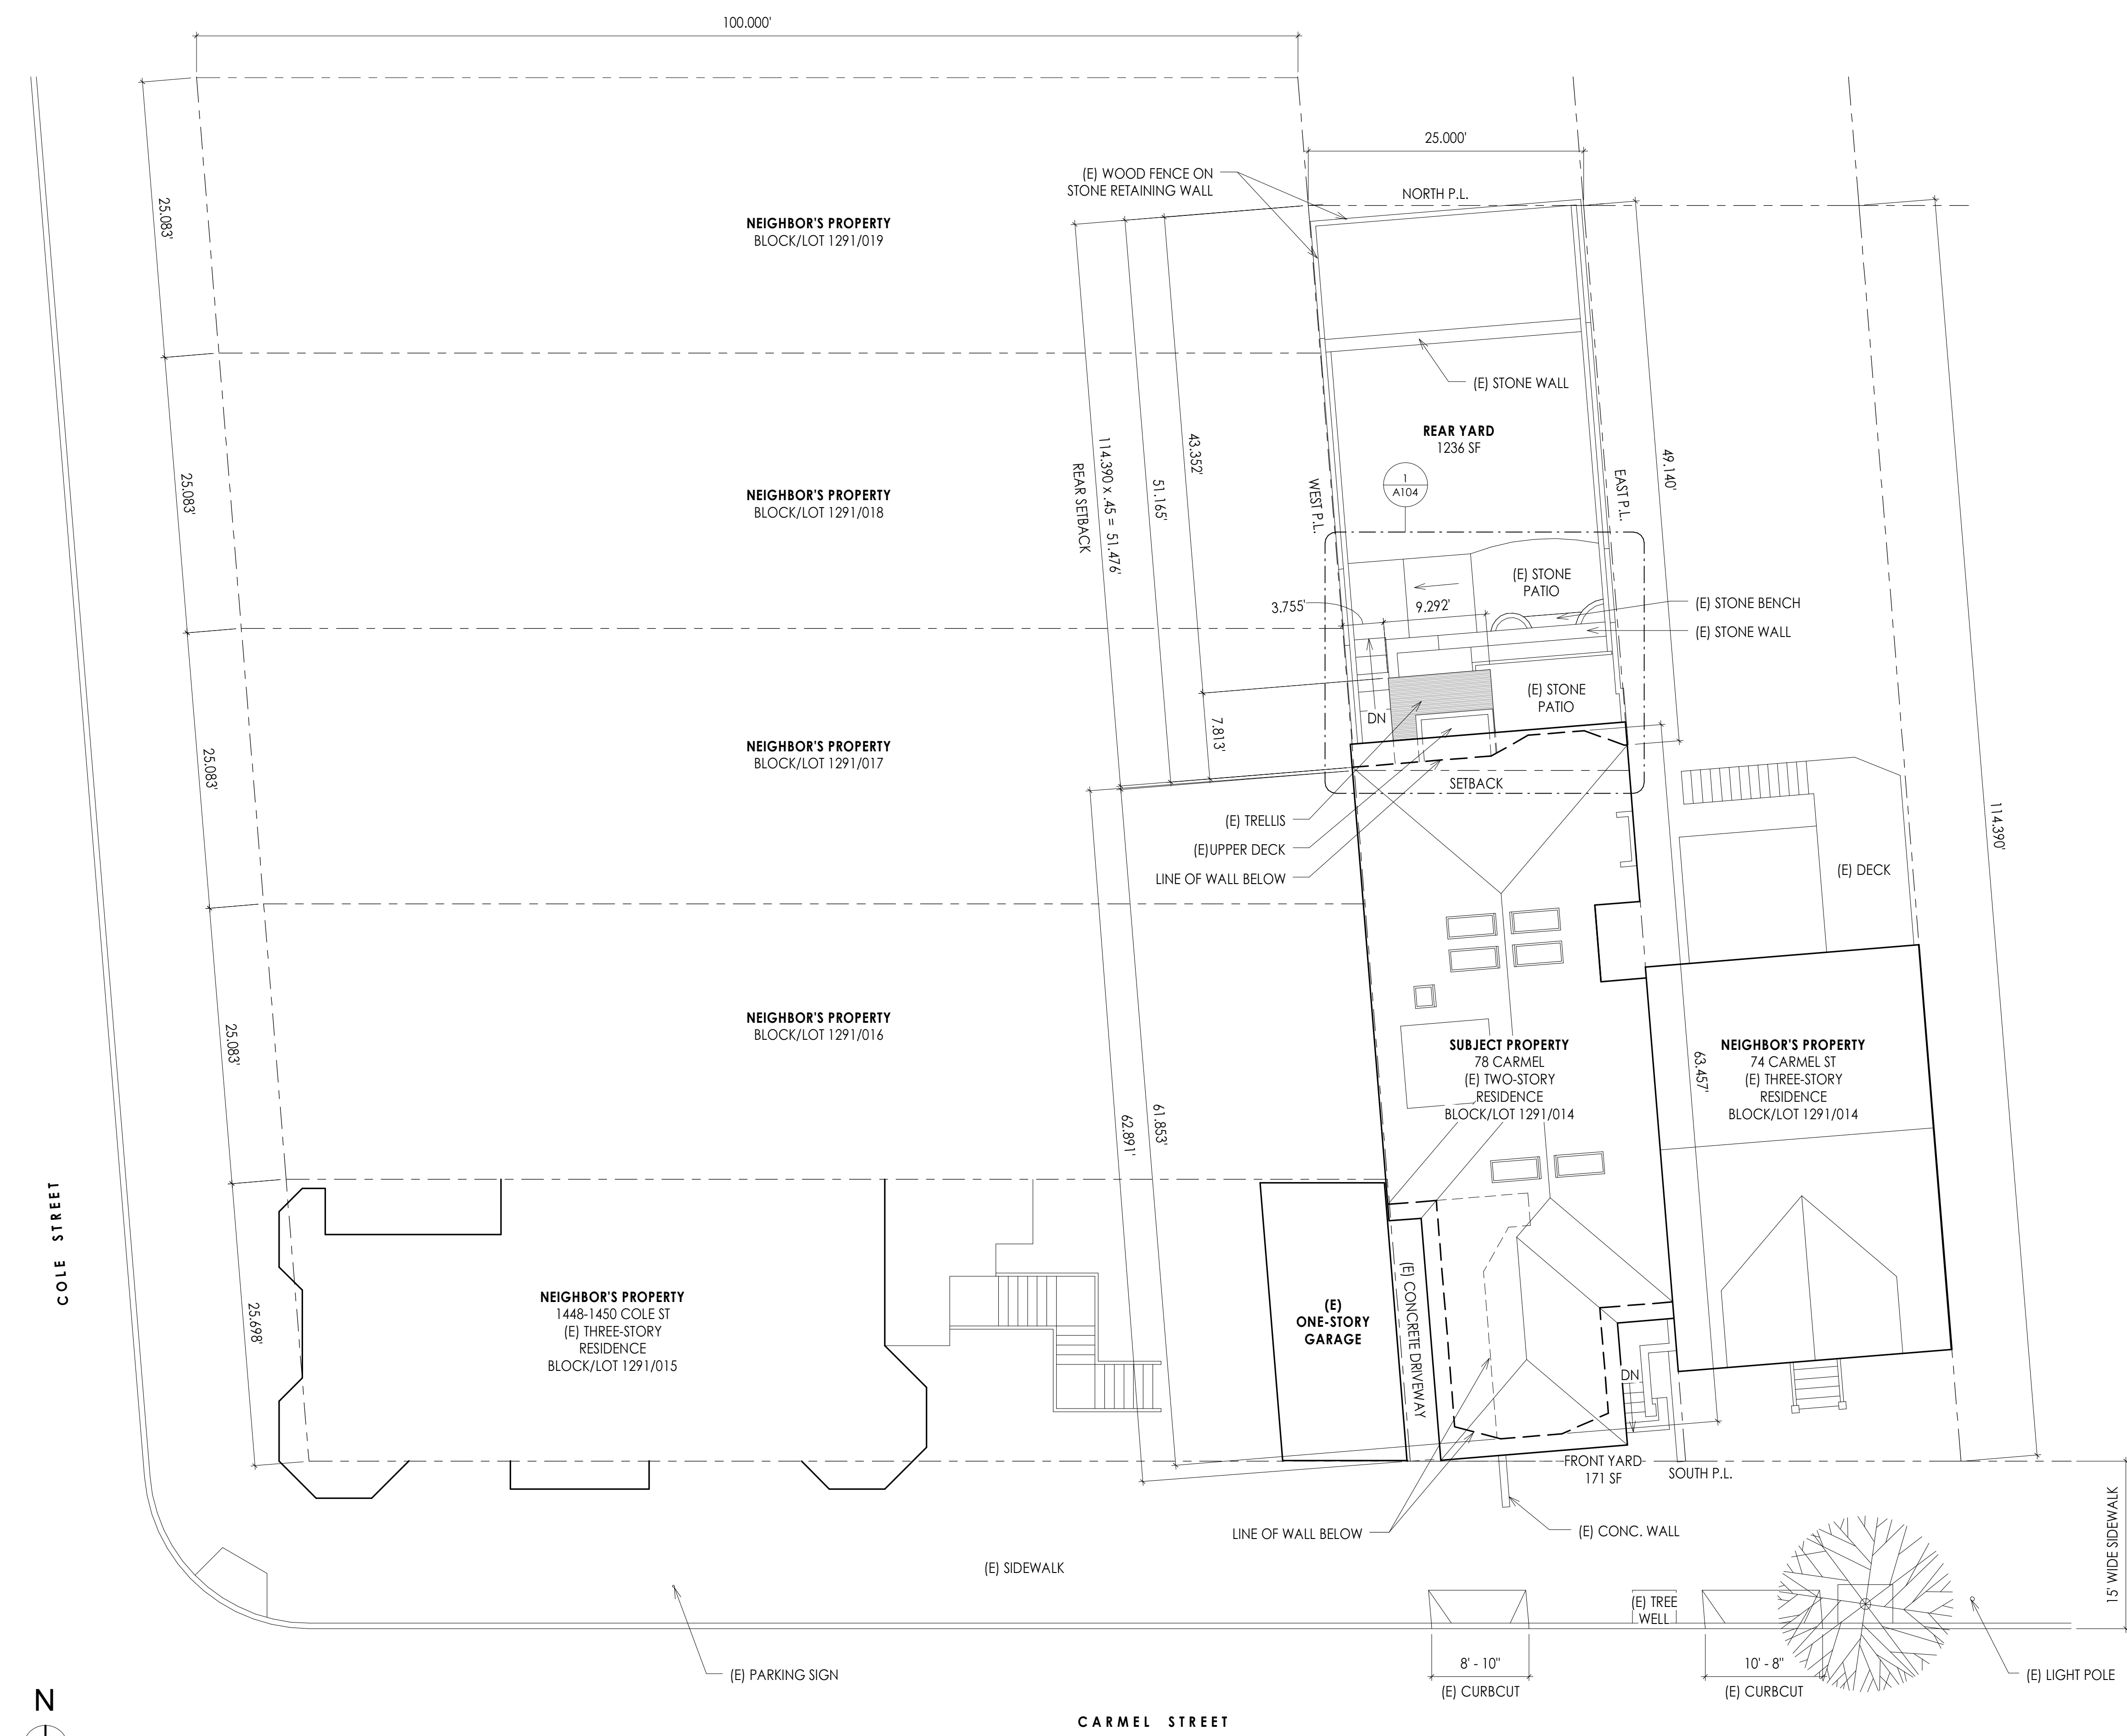 100.000'
25.000'
(E) WOOD FENCE ON
STONE RETAINING WALL
NORTH P.L.
25.083'
NEIGHBOR'S PROPERTY
BLOCK/LOT 1291/019
(E) STONE WALL
REAR YARD
1236 SF
1
A104
43.352'
51.165'
114.390 x .45 = 51.476'
REAR SETBACK
WEST P.L.
EAST P.L.
49.140'
25.083'
NEIGHBOR'S PROPERTY
BLOCK/LOT 1291/018
(E) STONE
PATIO
3.755'
9.292'
(E) STONE BENCH
(E) STONE WALL
(E) STONE
PATIO
DN
7.813'
25.083'
NEIGHBOR'S PROPERTY
BLOCK/LOT 1291/017
SETBACK
(E) TRELLIS
(E)UPPER DECK
LINE OF WALL BELOW
(E) DECK
114.390'
25.083'
NEIGHBOR'S PROPERTY
BLOCK/LOT 1291/016
SUBJECT PROPERTY
78 CARMEL
(E) TWO-STORY
RESIDENCE
BLOCK/LOT 1291/014
63.457'
NEIGHBOR'S PROPERTY
74 CARMEL ST
(E) THREE-STORY
RESIDENCE
BLOCK/LOT 1291/014
62.891'
61.853'
COLE STREET
25.698'
NEIGHBOR'S PROPERTY
1448-1450 COLE ST
(E) THREE-STORY
RESIDENCE
BLOCK/LOT 1291/015
(E)
ONE-STORY
GARAGE
(E) CONCRETE DRIVEWAY
DN
FRONT YARD
171 SF
SOUTH P.L.
LINE OF WALL BELOW
(E) CONC. WALL
15' WIDE SIDEWALK
(E) SIDEWALK
(E) TREE
WELL
(E) PARKING SIGN
8' - 10"
(E) CURBCUT
10' - 8"
(E) CURBCUT
(E) LIGHT POLE
N
CARMEL STREET